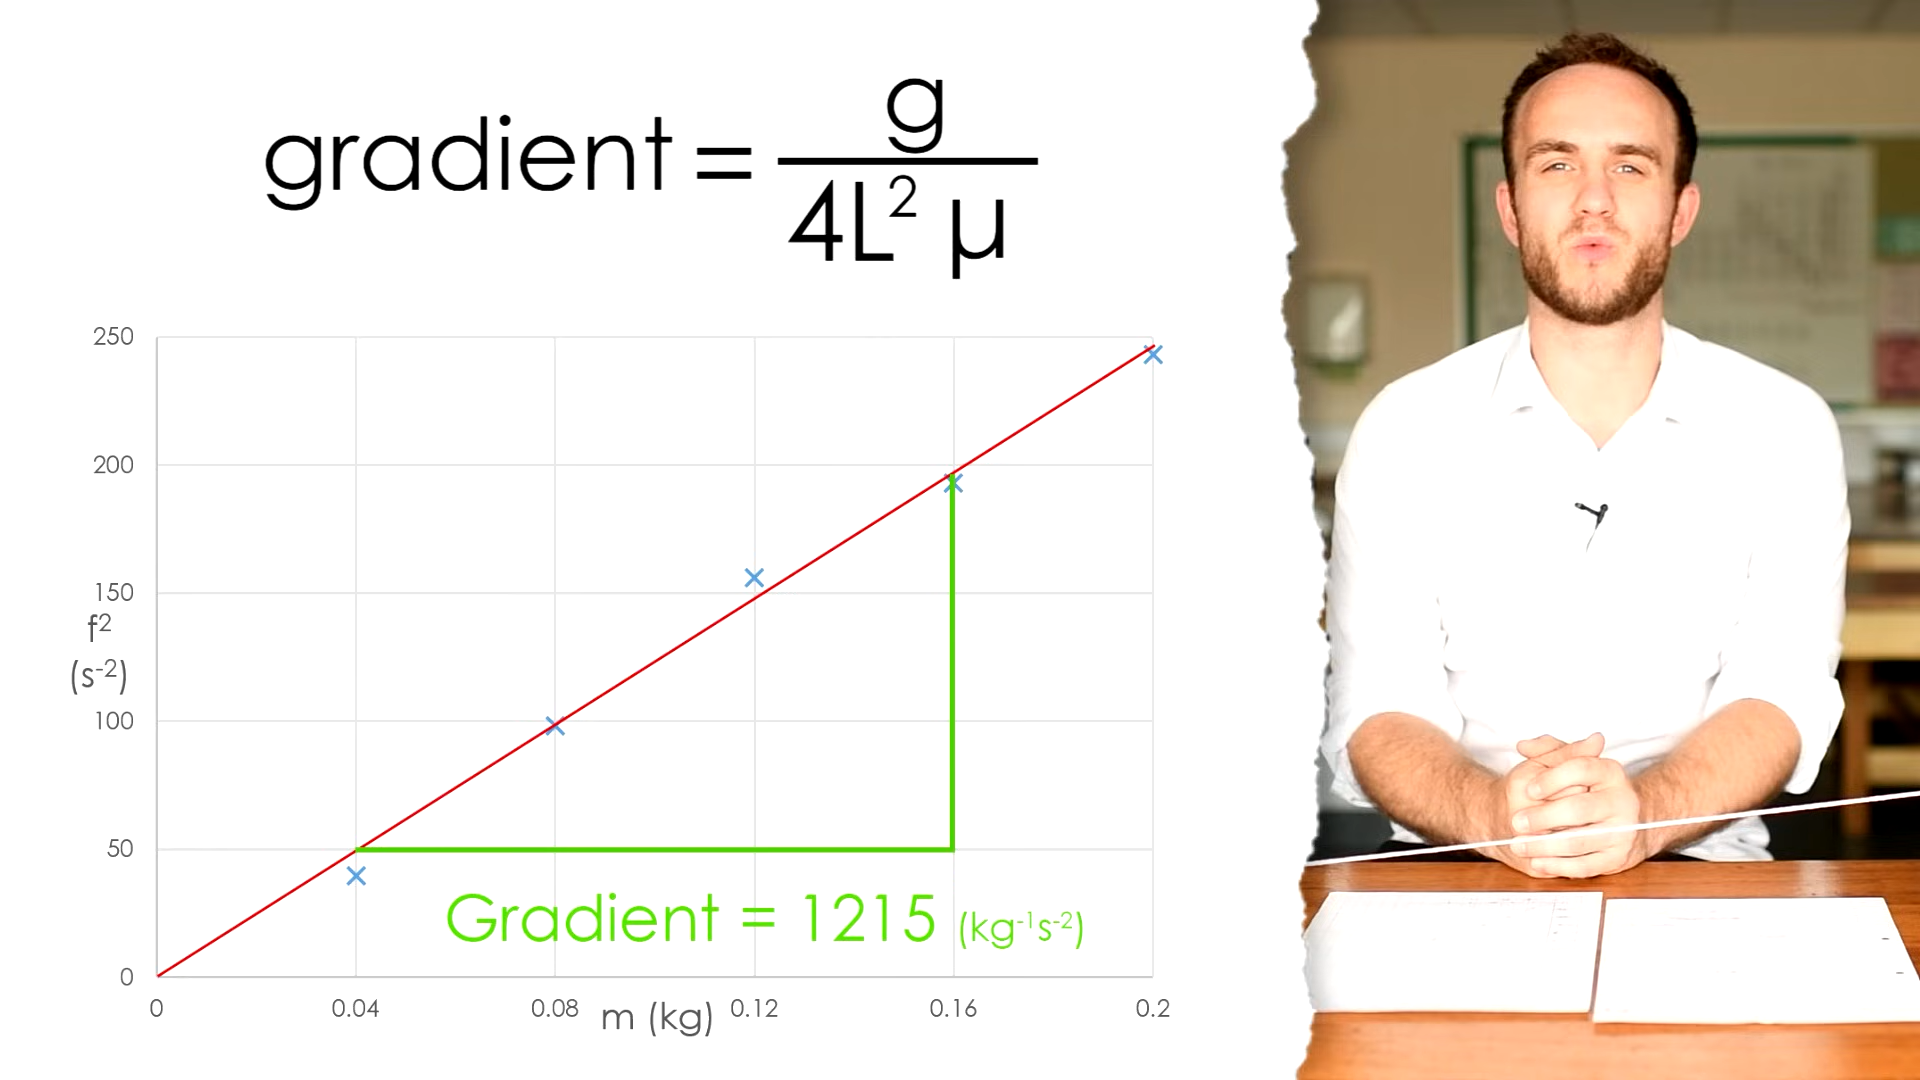 gradient = g
4L² µ
250
200
150
f²
(s⁻²)
100
50
0
0 0.04 0.08 0.12 0.16 0.2
m (kg)
Gradient = 1215 (kg⁻¹s⁻²)